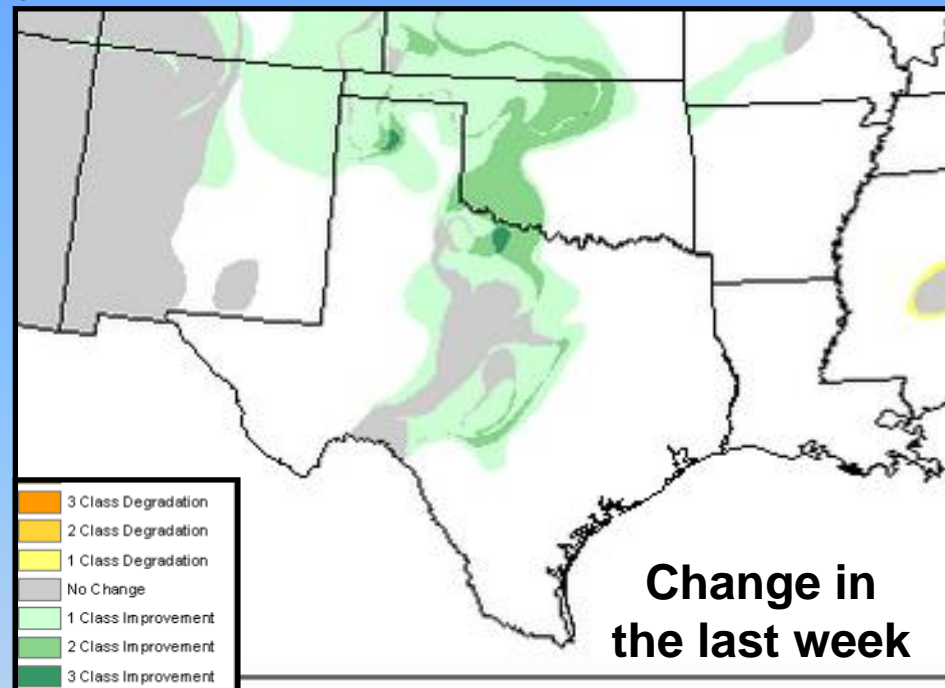 3 Class Degradation
2 Class Degradation
1 Class Degradation
No Change
1 Class Improvement
2 Class Improvement
3 Class Improvement
Change in
the last week